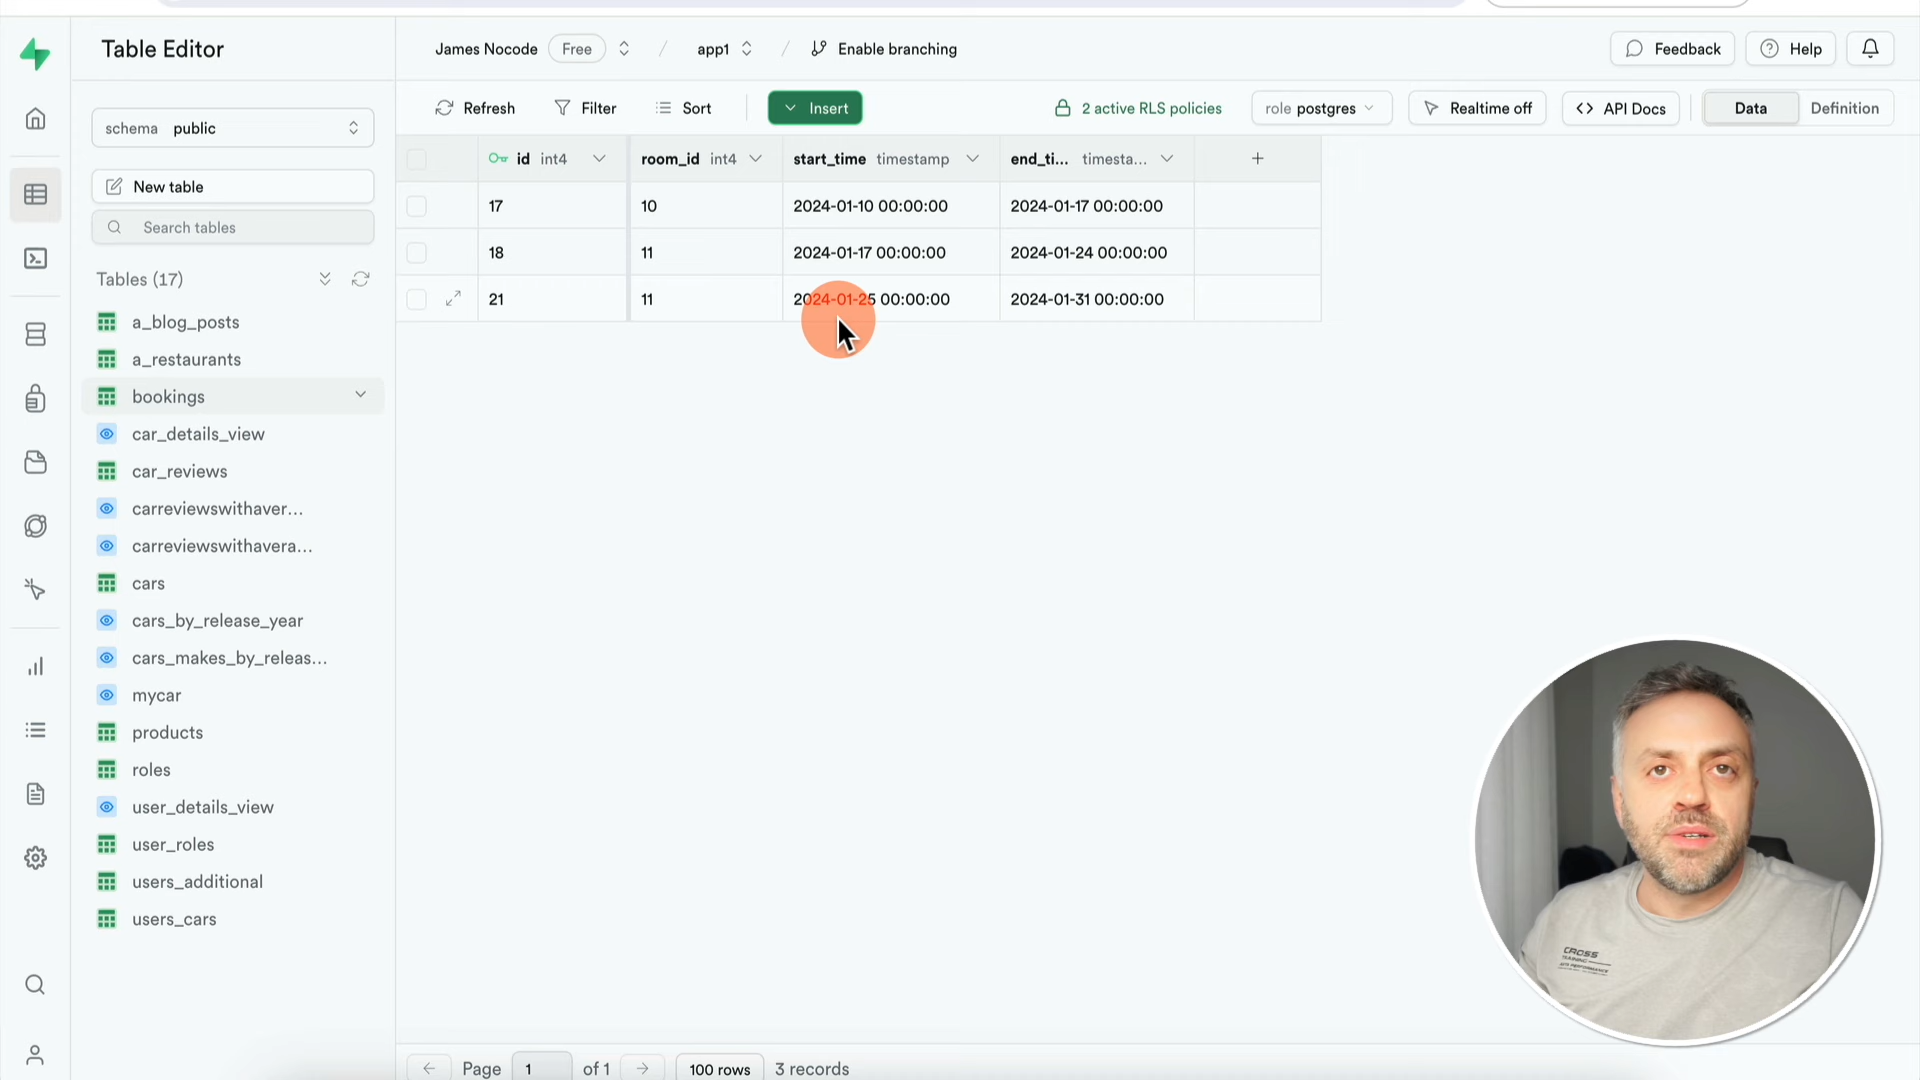 Table Editor
James Nocode Free / app1 / Enable branching
Feedback Help
schema public
Refresh Filter Sort Insert 2 active RLS policies role postgres Realtime off API Docs Data Definition
id int4 room_id int4 start_time timestamp end_ti... timesta... +
New table
17 10 2024-01-10 00:00:00 2024-01-17 00:00:00
Search tables
18 11 2024-01-17 00:00:00 2024-01-24 00:00:00
Tables (17)
21 11 2024-01-25 00:00:00 2024-01-31 00:00:00
a_blog_posts
a_restaurants
bookings
car_details_view
car_reviews
carreviewswithaver...
carreviewswithavera...
cars
cars_by_release_year
cars_makes_by_releas...
mycar
products
roles
user_details_view
user_roles
users_additional
users_cars
CROSS
TRAINING
Page 1 of 1 100 rows 3 records